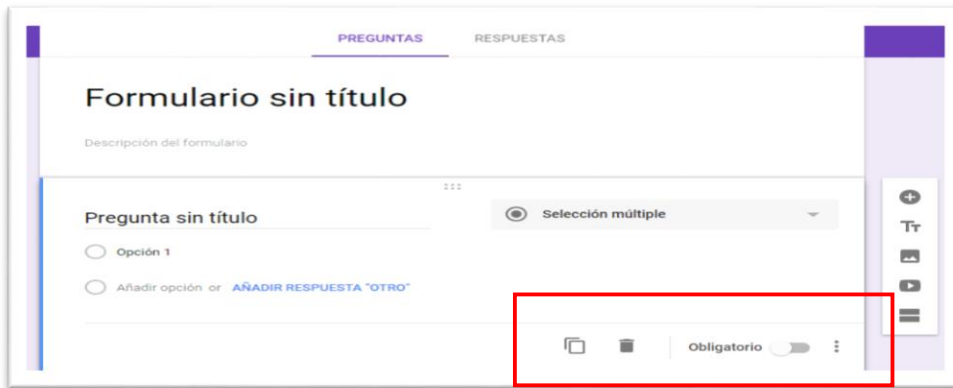 PREGUNTAS RESPUESTAS
Formulario sin título
Descripción del formulario
Pregunta sin título
Selección múltiple
Opción 1
Añadir opción or AÑADIR RESPUESTA "OTRO"
Obligatorio
Tт